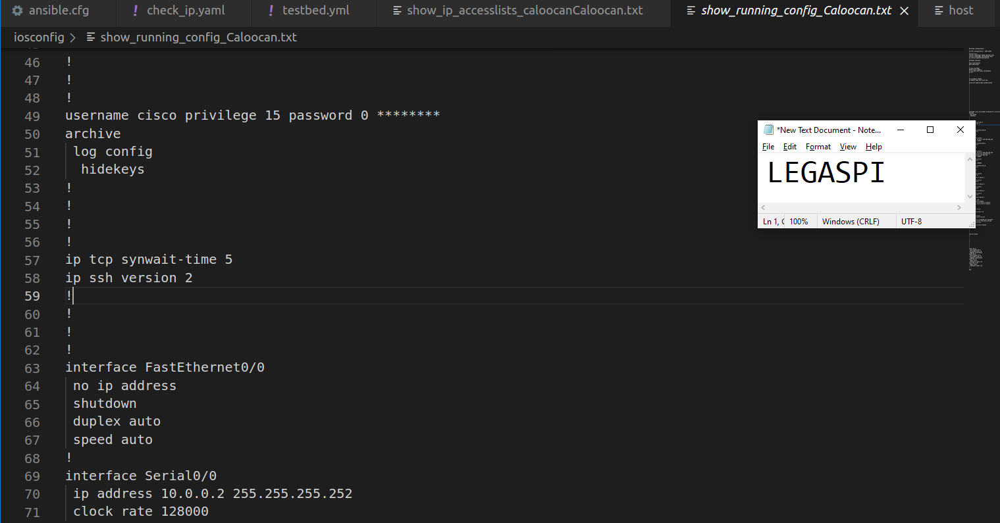 ansible.cfg
! check_ip.yaml
! testbed.yml
show_ip_accesslists_caloocanCaloocan.txt
show_running_config_Caloocan.txt
host
iosconfig > show_running_config_Caloocan.txt
46 !
47 !
48 !
49 username cisco privilege 15 password 0 ********
50 archive
51 log config
52 hidekeys
53 !
54 !
55 !
56 !
57 ip tcp synwait-time 5
58 ip ssh version 2
59 !
60 !
61 !
62 !
63 interface FastEthernet0/0
64 no ip address
65 shutdown
66 duplex auto
67 speed auto
68 !
69 interface Serial0/0
70 ip address 10.0.0.2 255.255.255.252
71 clock rate 128000
*New Text Document - Note...
File Edit Format View Help
LEGASPI
Ln 1, 100% Windows (CRLF) UTF-8